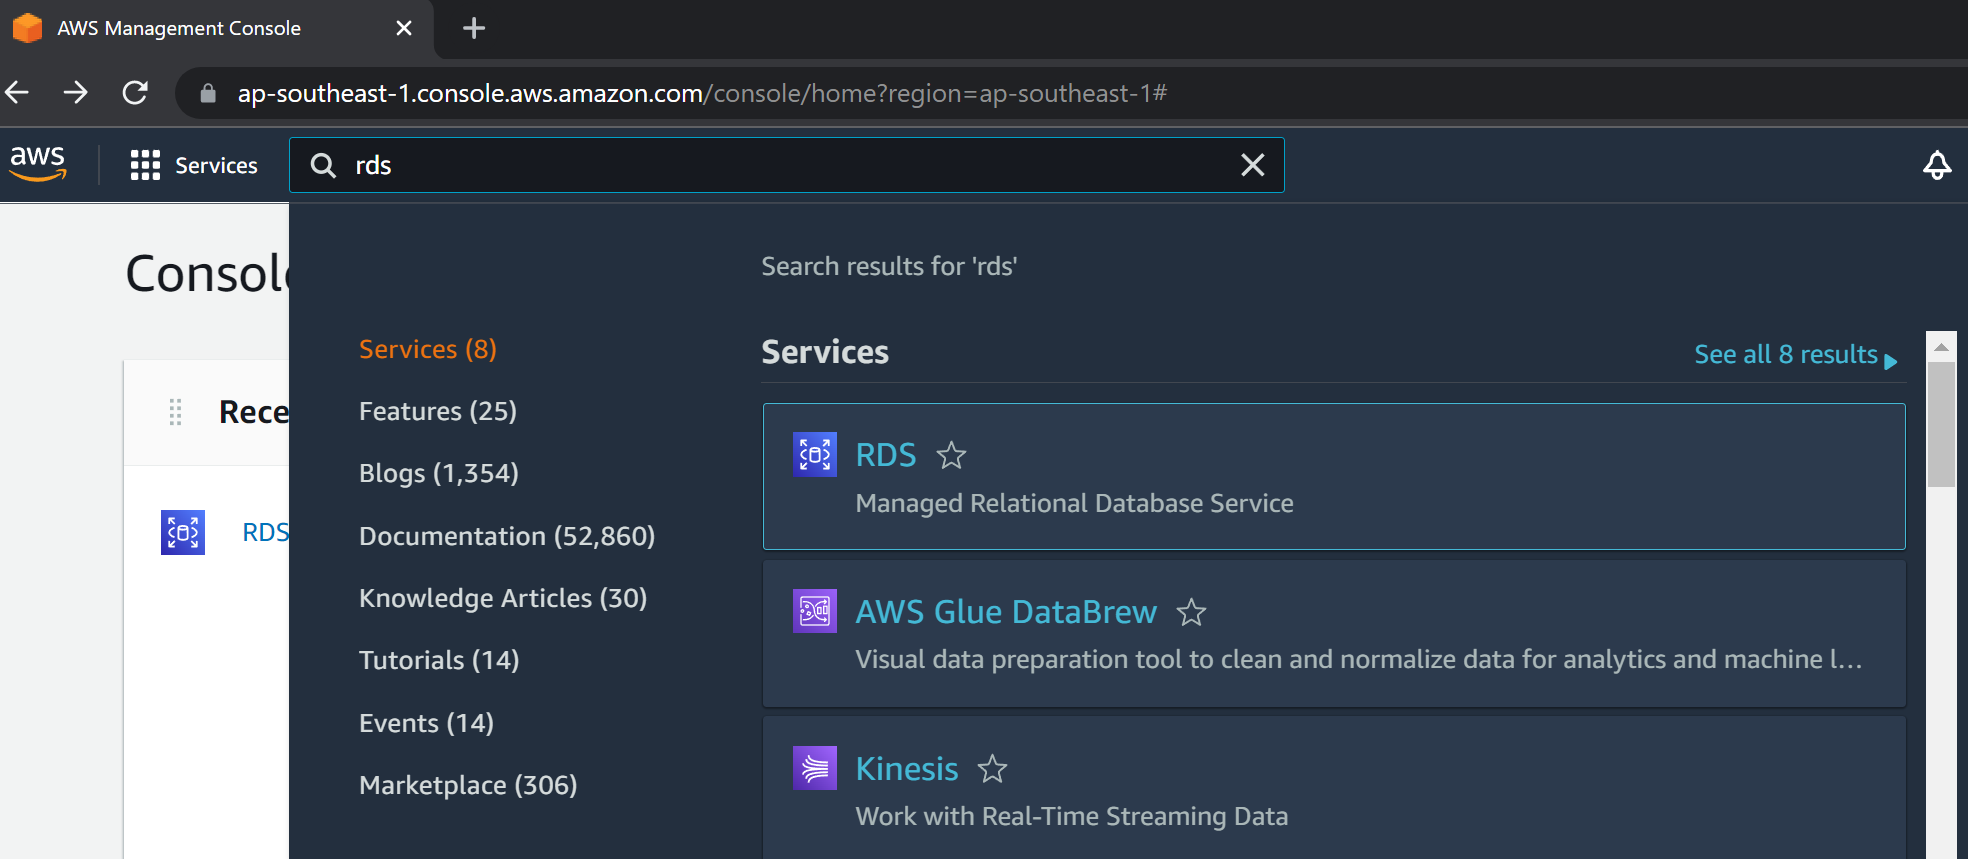 AWS Management Console
ap-southeast-1.console.aws.amazon.com/console/home?region=ap-southeast-1#
aws
Services
rds
Console
Search results for 'rds'
Services (8)
Features (25)
Blogs (1,354)
Documentation (52,860)
Knowledge Articles (30)
Tutorials (14)
Events (14)
Marketplace (306)
Rece
RDS
Services
See all 8 results
RDS
Managed Relational Database Service
AWS Glue DataBrew
Visual data preparation tool to clean and normalize data for analytics and machine l...
Kinesis
Work with Real-Time Streaming Data